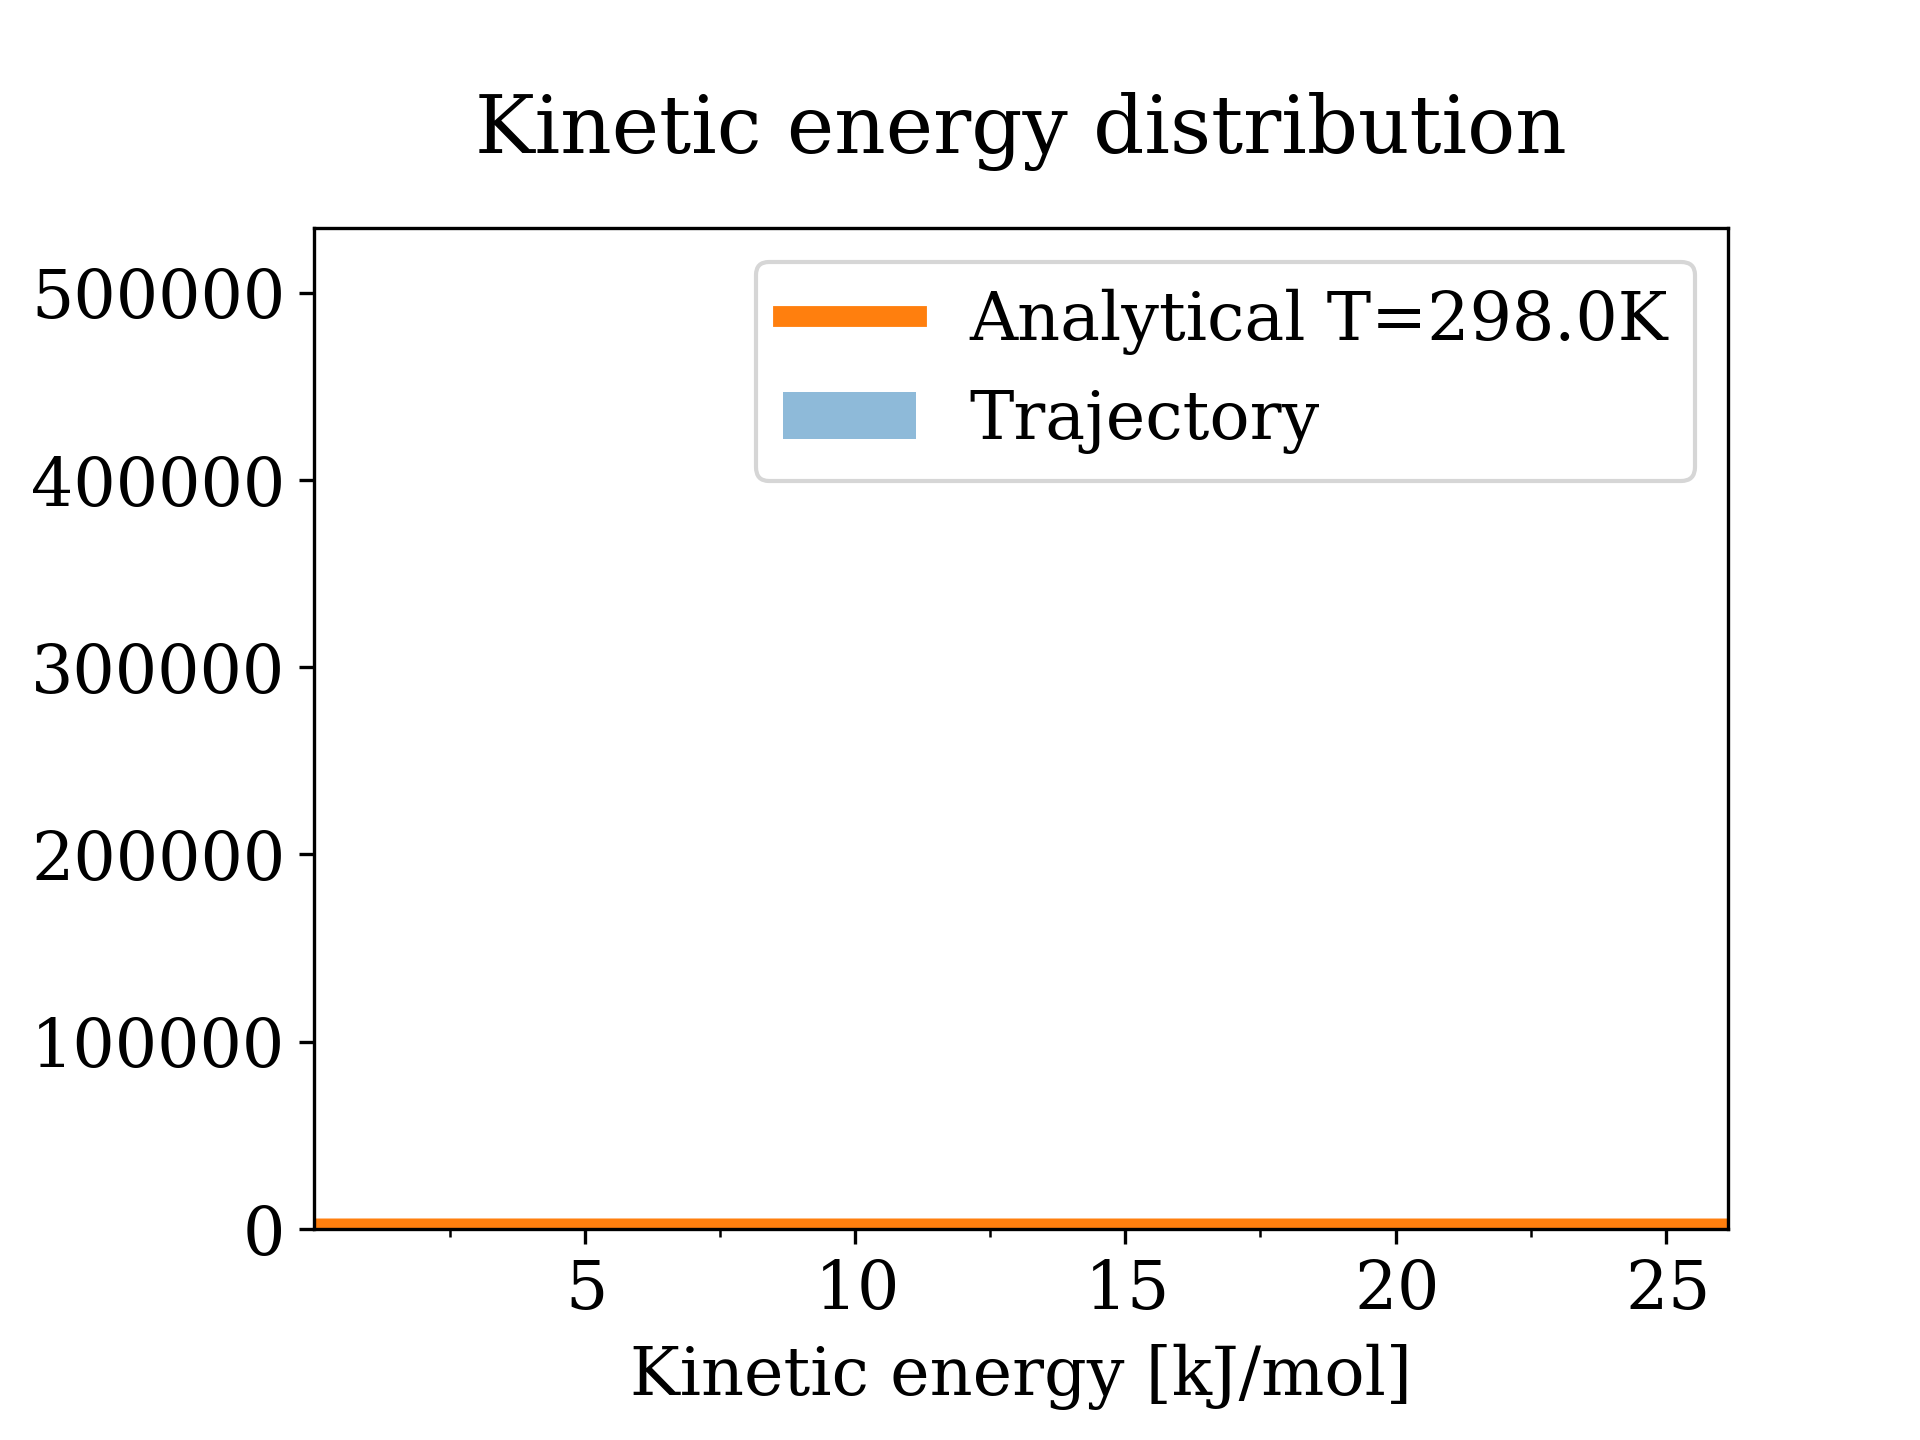 Kinetic energy distribution
500000
400000
300000
200000
100000
0
Analytical T=298.0K
Trajectory
5 10 15 20 25
Kinetic energy [kJ/mol]